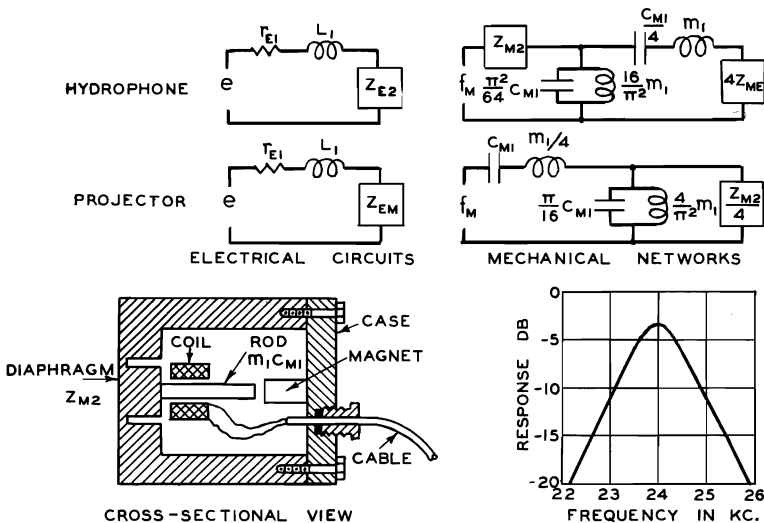 HYDROPHONE
e
r_E1
L_1
Z_E2
Z_M2
f_M
π²/64 C_M1
16/π² m_1
C_M1/4
m_1
4Z_ME
PROJECTOR
e
r_E1
L_1
Z_EM
C_M1
m_1/4
f_M
π/16 C_M1
4/π² m_1
Z_M2/4
ELECTRICAL CIRCUITS
MECHANICAL NETWORKS
COIL
ROD
m_1 C_M1
CASE
MAGNET
DIAPHRAGM
Z_M2
CABLE
CROSS-SECTIONAL VIEW
RESPONSE DB
0
-5
-10
-15
-20
22 23 24 25 26
FREQUENCY IN KC.